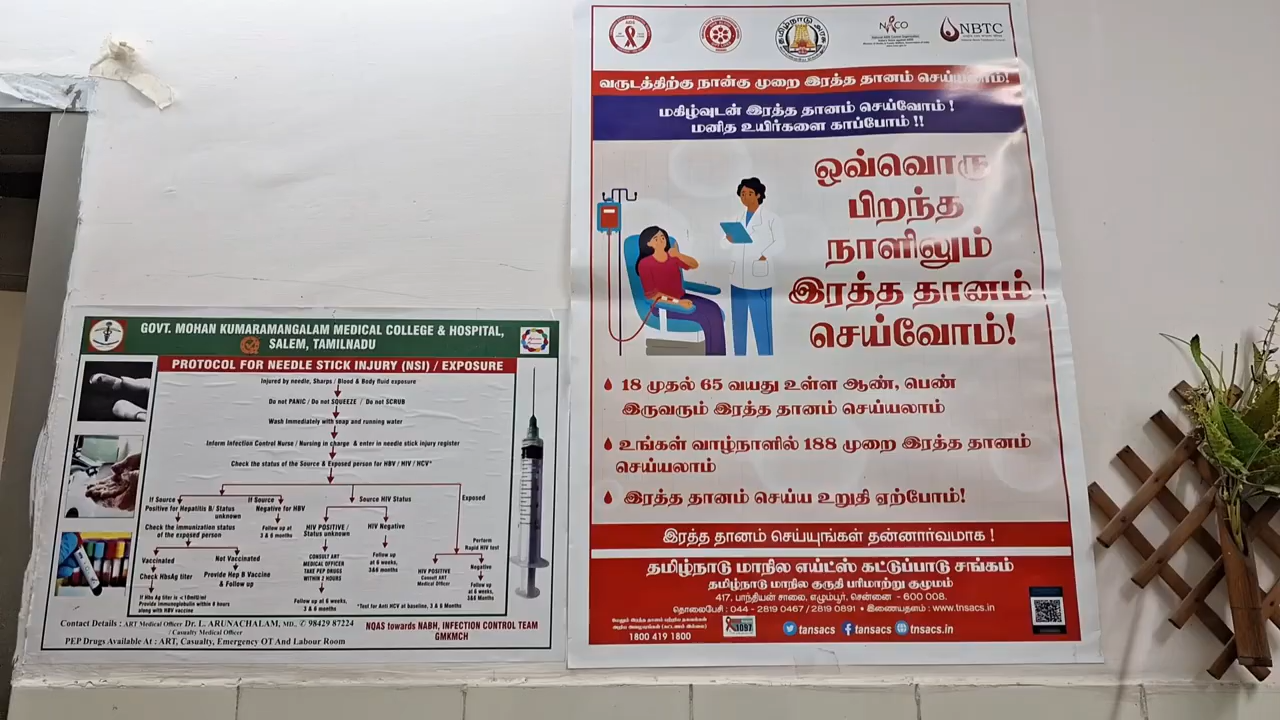 GOVT. MOHAN KUMARAMANGALAM MEDICAL COLLEGE & HOSPITAL,
SALEM, TAMILNADU
PROTOCOL FOR NEEDLE STICK INJURY (NSI) / EXPOSURE
Injured by needle, Sharps / Blood & Body fluid exposure
Do not PANIC / Do not SQUEEZE / Do not SCRUB
Wash Immediately with soap and running water
Inform Infection Control Nurse / Nursing in charge & enter in needle stick injury register
Check the status of the Source & Exposed person for HBV / HIV / HCV*
If Source
Positive for Hepatitis B/ Status
unknown
Check the immunization status
of the exposed person
Vaccinated
Check HbsAg titer
If Hbs Ag titer is <10mIU/ml
Provide immunoglobulin within 8 hours
along with HBV vaccine
Not Vaccinated
Provide Hep B Vaccine
& Follow up
If Source
Negative for HBV
Follow up at
3 & 6 months
Source HIV Status
HIV POSITIVE /
Status unknown
CONSULT ART
MEDICAL OFFICER
TAKE PEP DRUGS
WITHIN 2 HOURS
Follow up at 6 weeks,
3 & 6 months
HIV Negative
Follow up
at 6 weeks,
3&6 months
Exposed
Perform
Rapid HIV test
HIV POSITIVE
Consult ART
Medical Officer
Negative
Follow up
at 6 weeks,
3&6 Months
*Test for Anti HCV at baseline, 3 & 6 Months
Contact Details : ART Medical Officer Dr. L. ARUNACHALAM, MD., ✆ 98429 87224
/ Casualty Medical Officer
PEP Drugs Available At : ART, Casualty, Emergency OT And Labour Room
NQAS towards NABH, INFECTION CONTROL TEAM
GMKMCH
தமிழ்நாடு அரசு
NACO
NBTC
வருடத்திற்கு நான்கு முறை இரத்த தானம் செய்யலாம்!
மகிழ்வுடன் இரத்த தானம் செய்வோம் !
மனித உயிர்களை காப்போம் !!
ஒவ்வொரு
பிறந்த
நாளிலும்
இரத்த தானம்
செய்வோம்!
18 முதல் 65 வயது உள்ள ஆண், பெண்
இருவரும் இரத்த தானம் செய்யலாம்
உங்கள் வாழ்நாளில் 188 முறை இரத்த தானம்
செய்யலாம்
இரத்த தானம் செய்ய உறுதி ஏற்போம்!
இரத்த தானம் செய்யுங்கள் தன்னார்வமாக !
தமிழ்நாடு மாநில எய்ட்ஸ் கட்டுப்பாடு சங்கம்
தமிழ்நாடு மாநில குருதி பரிமாற்று குழுமம்
417, பாந்தியன் சாலை, எழும்பூர், சென்னை - 600 008.
தொலைபேசி : 044 - 2819 0467 / 2819 0891 • இணையதளம் : www.tnsacs.in
1800 419 1800
1097
tansacs
tansacs
tnsacs.in